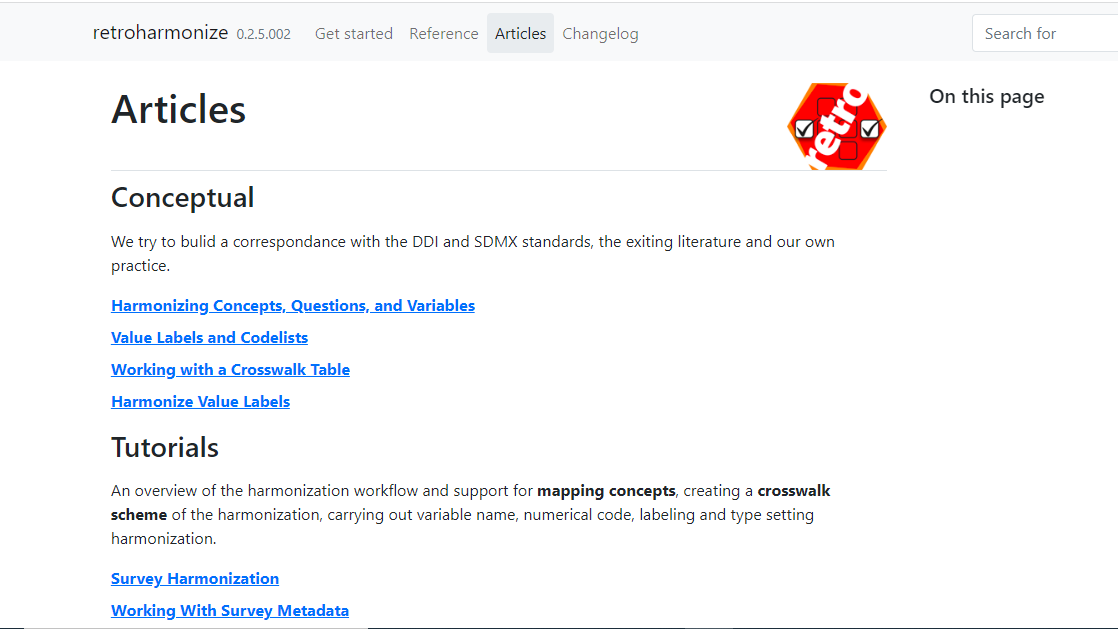 retroharmonize 0.2.5.002 Get started Reference Articles Changelog Search for
Articles
retro
On this page
Conceptual
We try to bulid a correspondance with the DDI and SDMX standards, the exiting literature and our own
practice.
Harmonizing Concepts, Questions, and Variables
Value Labels and Codelists
Working with a Crosswalk Table
Harmonize Value Labels
Tutorials
An overview of the harmonization workflow and support for mapping concepts, creating a crosswalk
scheme of the harmonization, carrying out variable name, numerical code, labeling and type setting
harmonization.
Survey Harmonization
Working With Survey Metadata